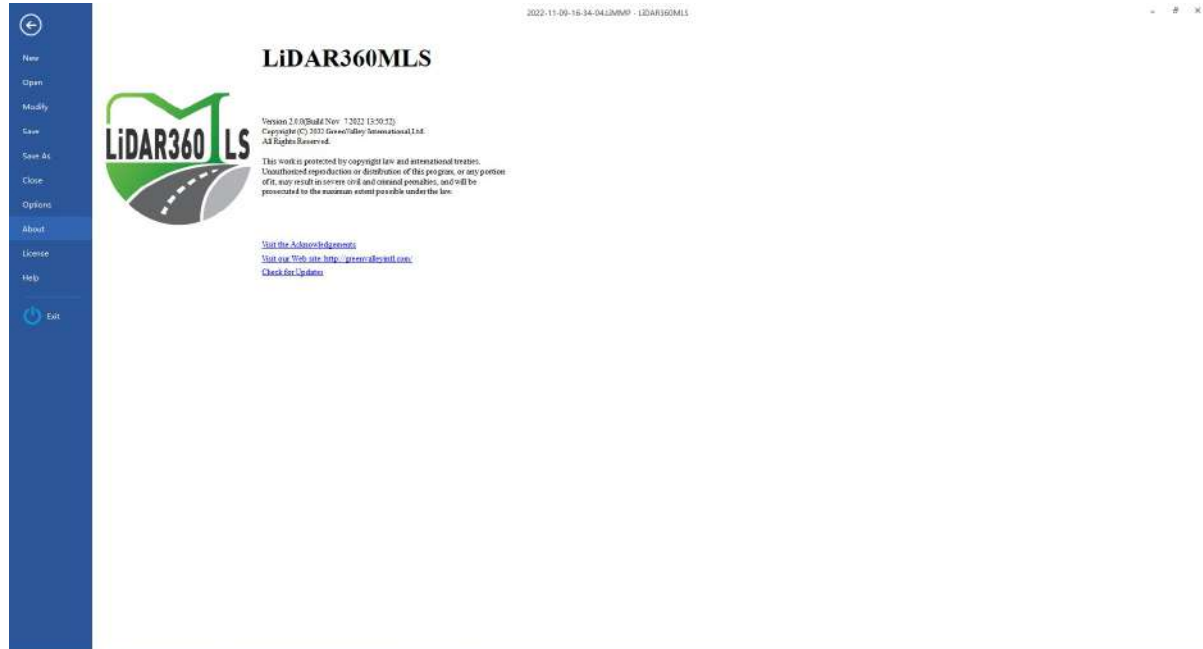 2022-11-09-16-34-04.LiMMP - LiDAR360MLS
New
Open
Modify
Save
Save As
Close
Options
About
License
Help
Exit
LiDAR360MLS
LiDAR360 MLS
Version 2.0.0(Build Nov 7 2022 13:50:52)
Copyright (C) 2022 GreenValley International,Ltd.
All Rights Reserved.
This work is protected by copyright law and international treaties.
Unauthorized reproduction or distribution of this program, or any portion
of it, may result in severe civil and criminal penalties, and will be
prosecuted to the maximum extent possible under the law.
Visit the Acknowledgements
Visit our Web site: http://greenvalleyintl.com/
Check for Updates